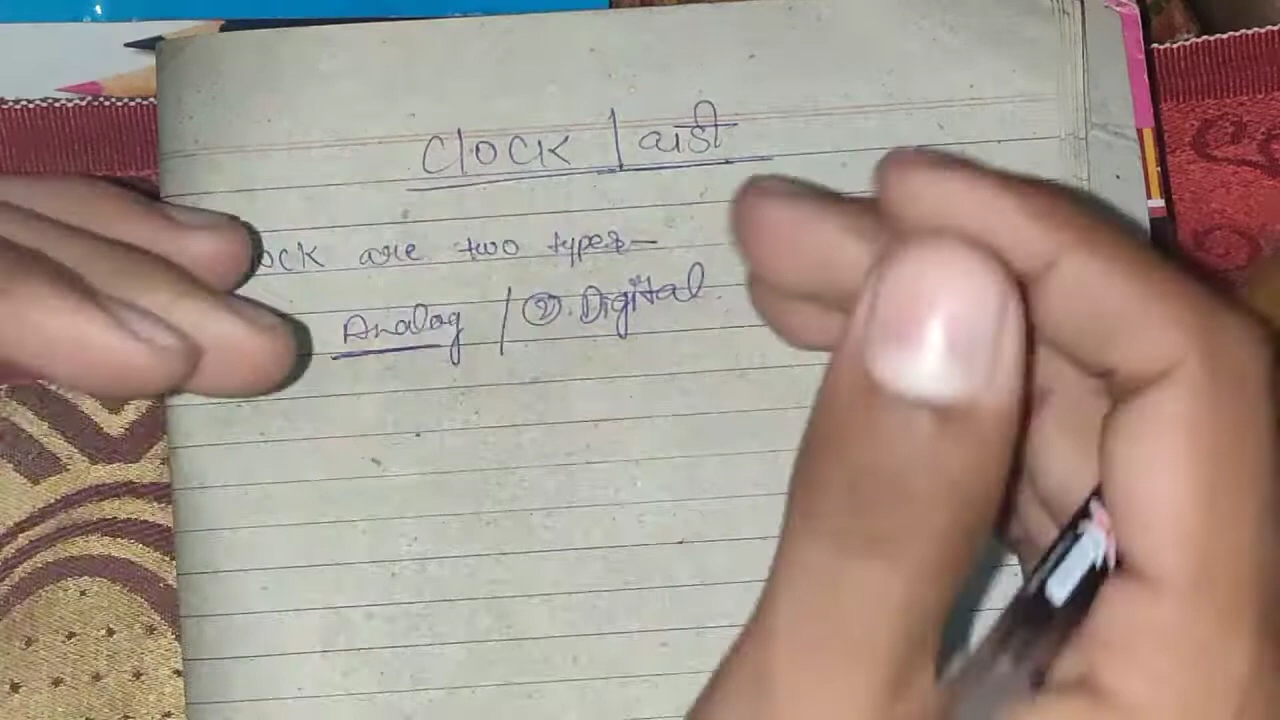 Clock | घड़ी
ock are two types-
Analog / ②. Digital.